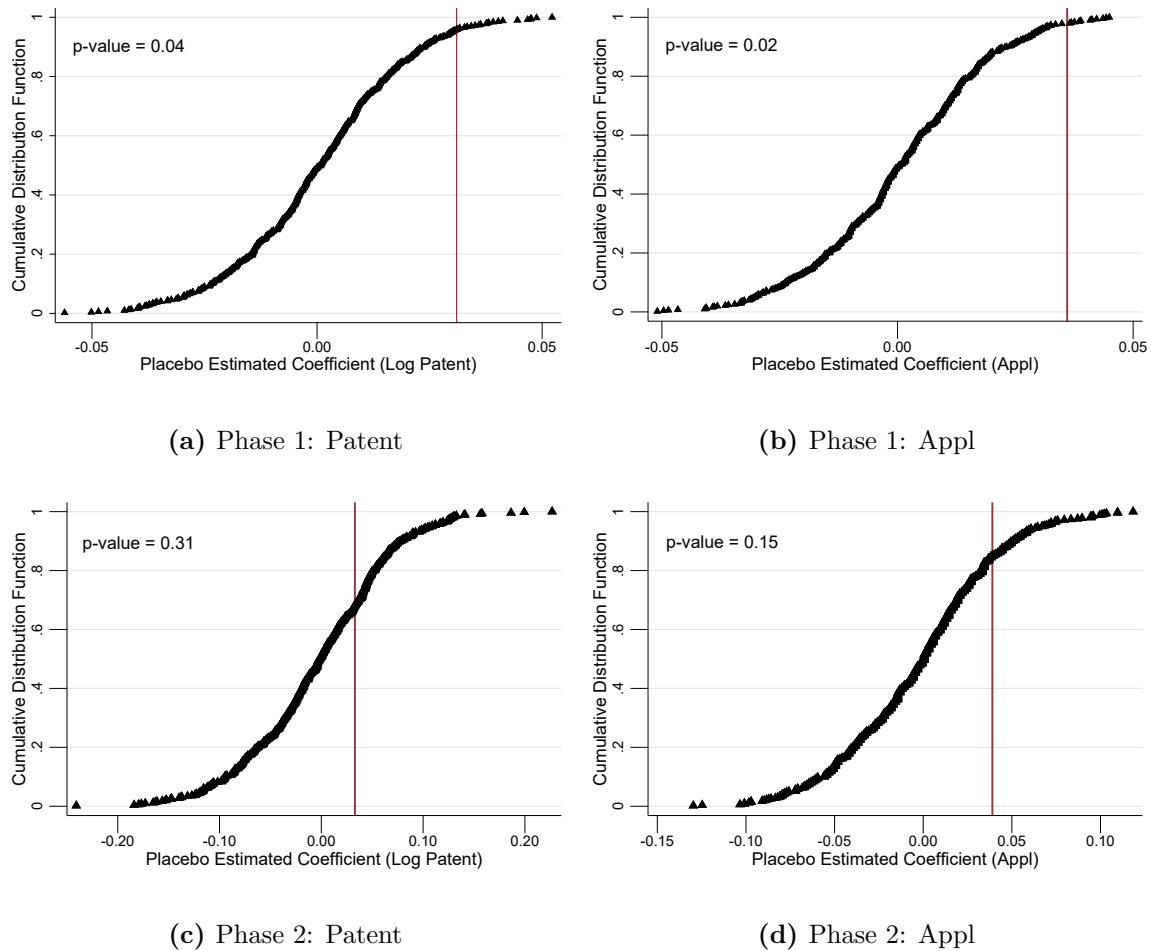 p-value = 0.04
Cumulative Distribution Function
0
.2
.4
.6
.8
1
-0.05
0.00
0.05
Placebo Estimated Coefficient (Log Patent)
(a) Phase 1: Patent
p-value = 0.02
Cumulative Distribution Function
0
.2
.4
.6
.8
1
-0.05
0.00
0.05
Placebo Estimated Coefficient (Appl)
(b) Phase 1: Appl
p-value = 0.31
Cumulative Distribution Function
0
.2
.4
.6
.8
1
-0.20
-0.10
0.00
0.10
0.20
Placebo Estimated Coefficient (Log Patent)
(c) Phase 2: Patent
p-value = 0.15
Cumulative Distribution Function
0
.2
.4
.6
.8
1
-0.15
-0.10
-0.05
0.00
0.05
0.10
Placebo Estimated Coefficient (Appl)
(d) Phase 2: Appl